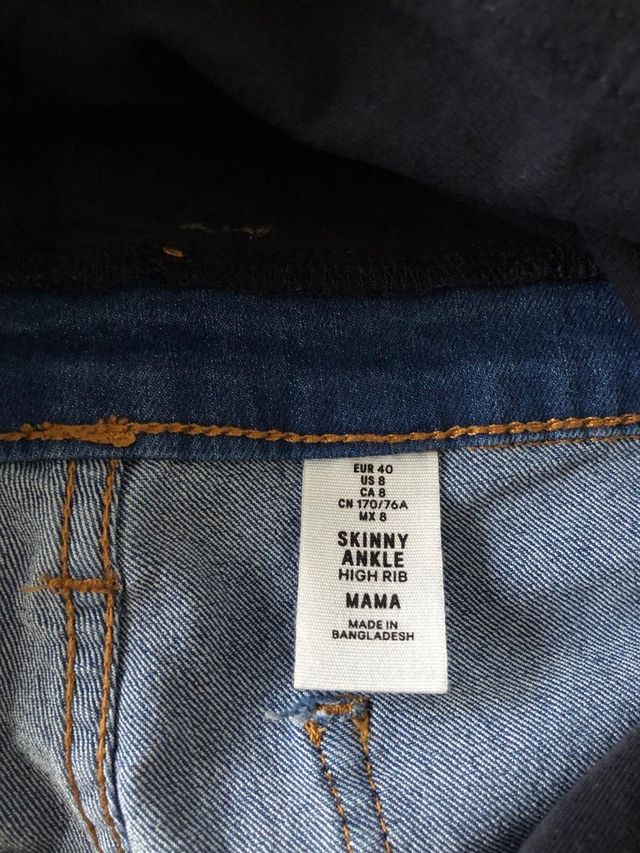 EUR 40
US 8
CA 8
CN 170/76A
MX 8
SKINNY
ANKLE
HIGH RIB
MAMA
MADE IN
BANGLADESH